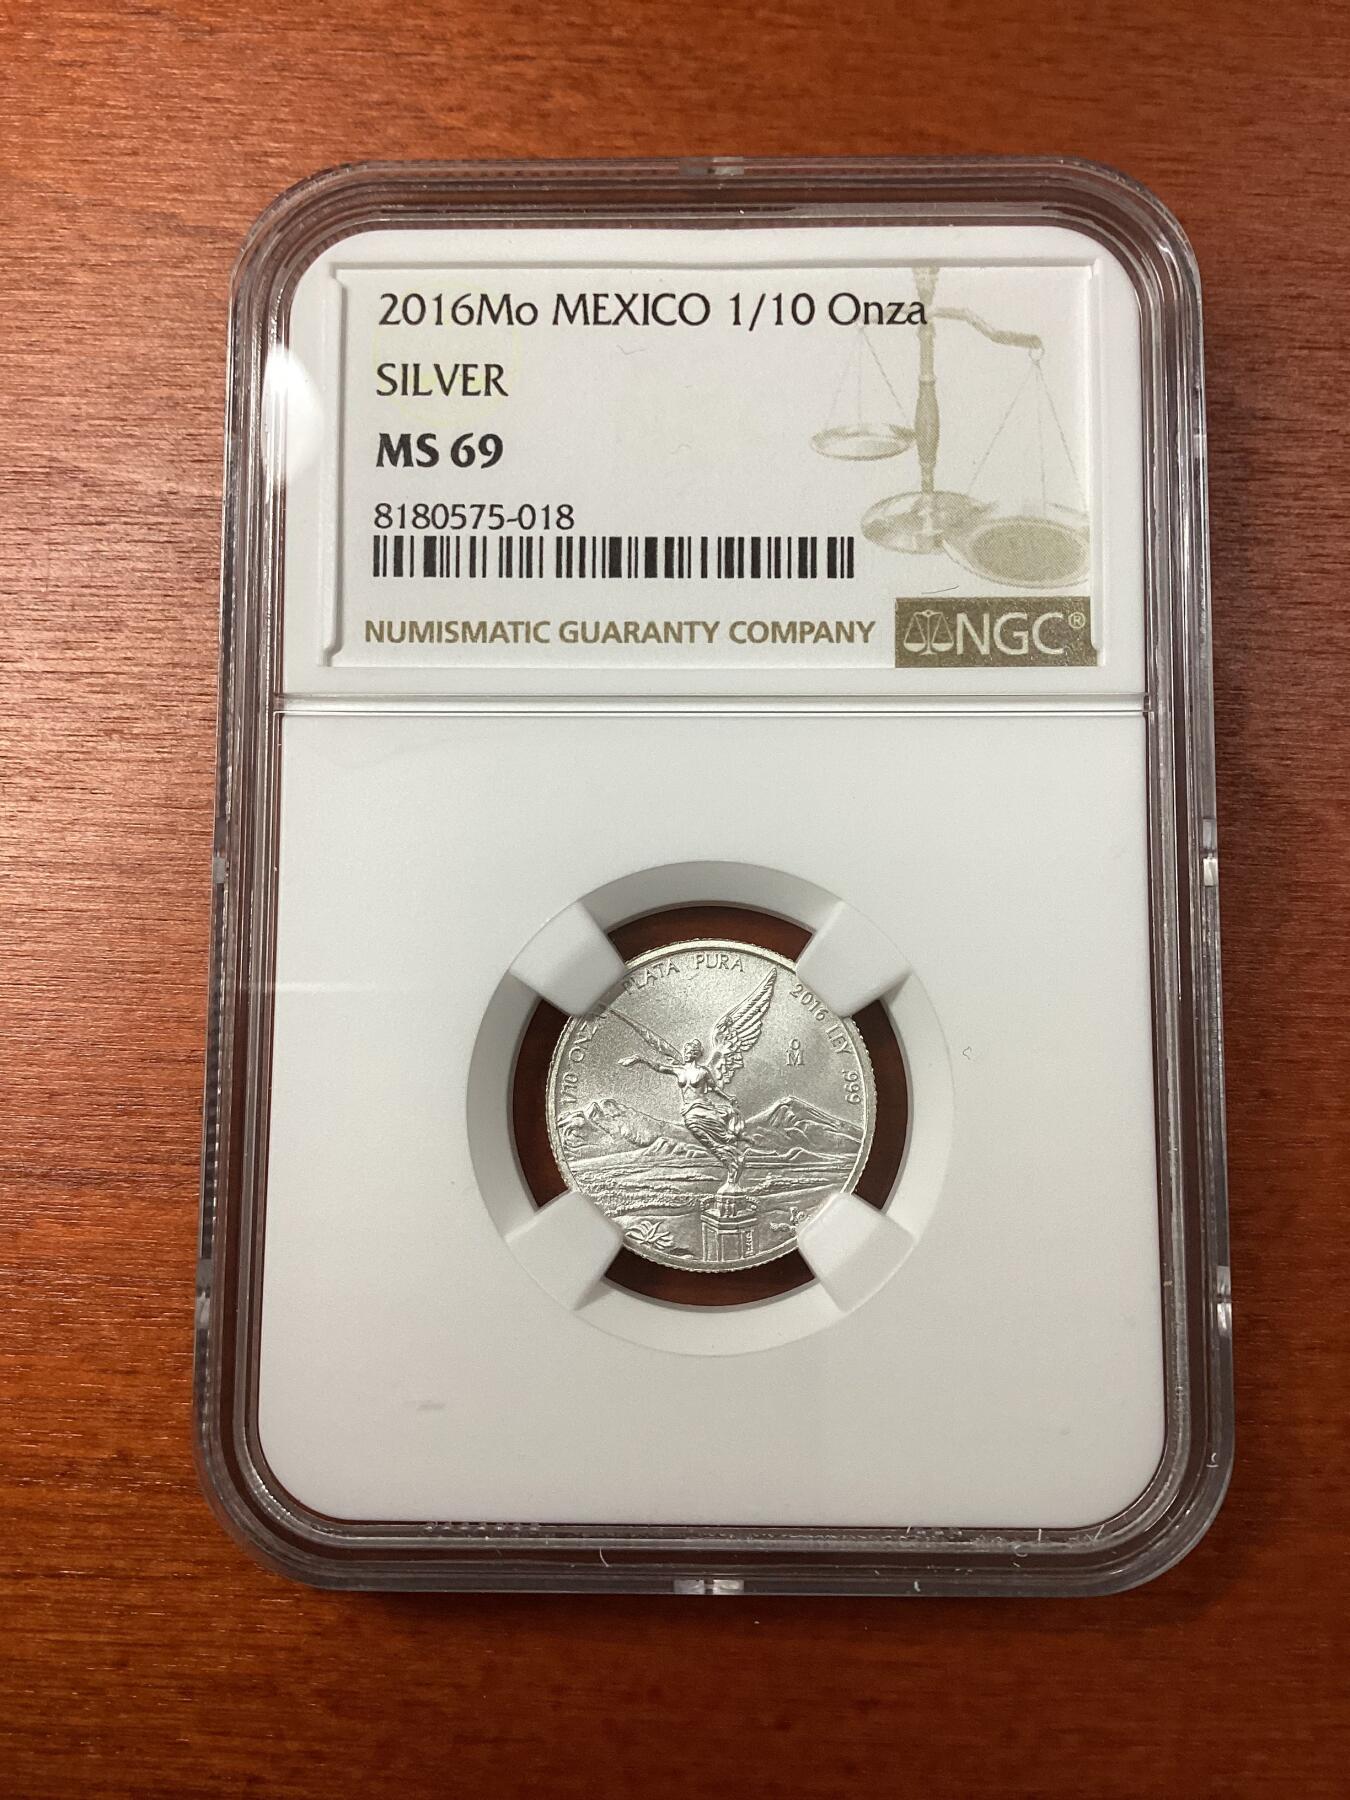 2016Mo MEXICO 1/10 Onza
SILVER
MS 69
8180575-018
NUMISMATIC GUARANTY COMPANY
NGC®
1/10 ONZA PLATA PURA 2016 LEY .999
oM